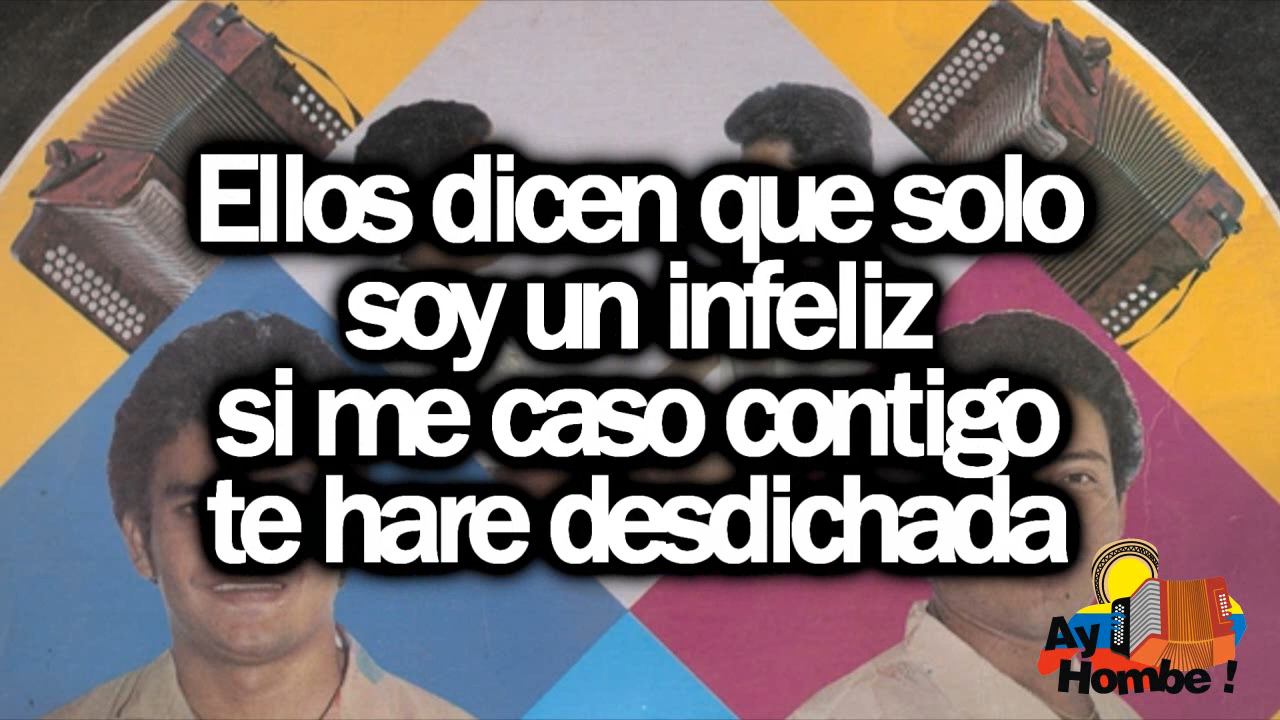 Ellos dicen que solo
soy un infeliz
si me caso contigo
te hare desdichada
Ay
Hombe !